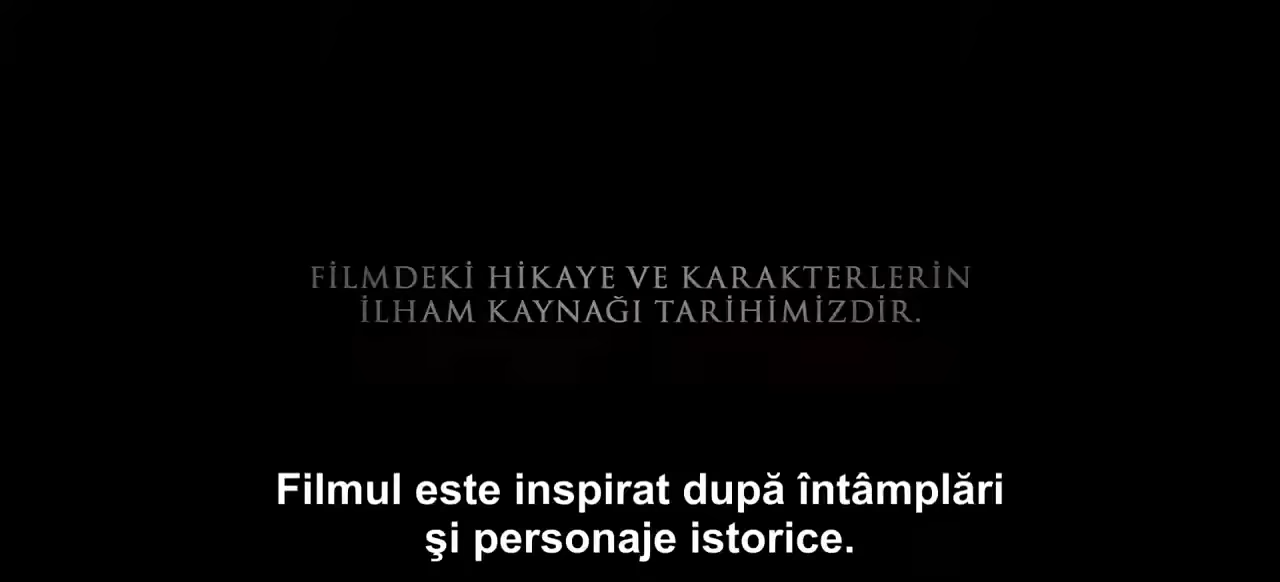 FİLMDEKİ HİKAYE VE KARAKTERLERİN
İLHAM KAYNAĞI TARİHİMİZDİR.
Filmul este inspirat după întâmplări
şi personaje istorice.